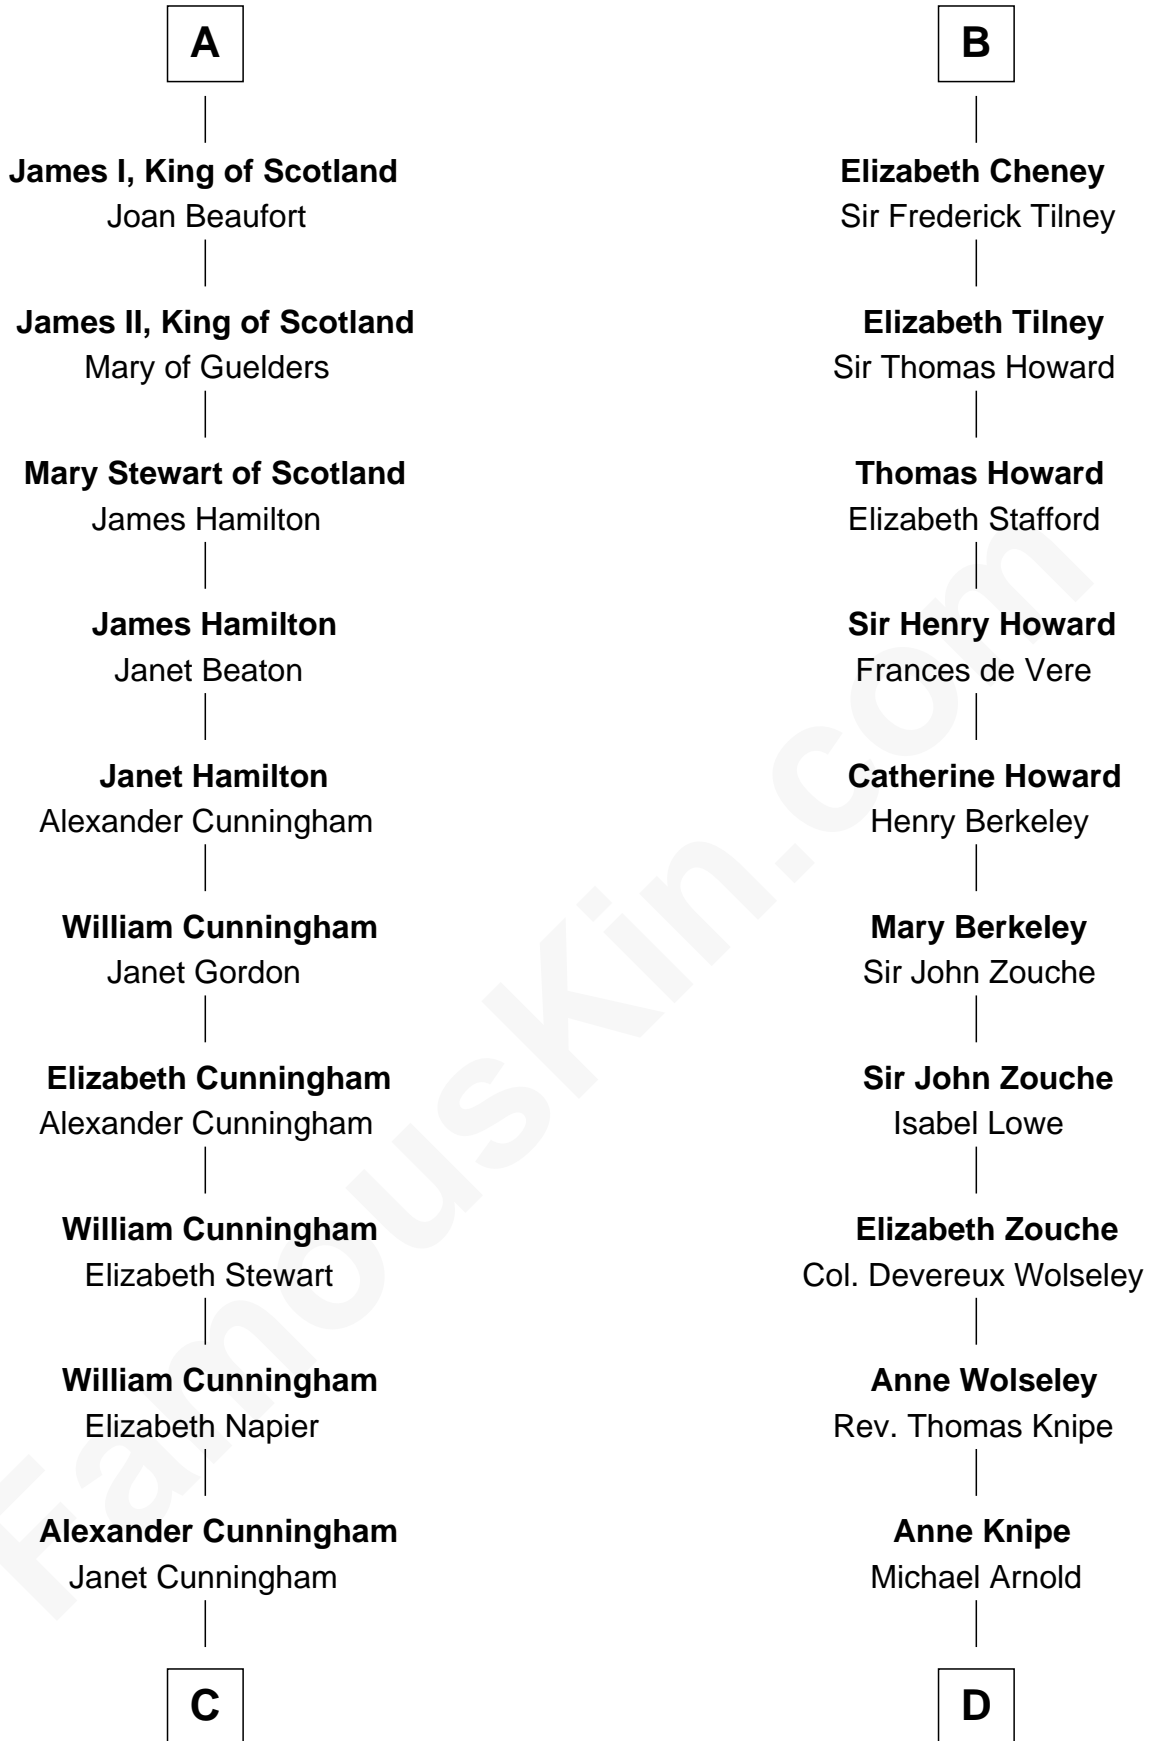 A
James I, King of Scotland
Joan Beaufort
James II, King of Scotland
Mary of Guelders
Mary Stewart of Scotland
James Hamilton
James Hamilton
Janet Beaton
Janet Hamilton
Alexander Cunningham
William Cunningham
Janet Gordon
Elizabeth Cunningham
Alexander Cunningham
William Cunningham
Elizabeth Stewart
William Cunningham
Elizabeth Napier
Alexander Cunningham
Janet Cunningham
C
B
Elizabeth Cheney
Sir Frederick Tilney
Elizabeth Tilney
Sir Thomas Howard
Thomas Howard
Elizabeth Stafford
Sir Henry Howard
Frances de Vere
Catherine Howard
Henry Berkeley
Mary Berkeley
Sir John Zouche
Sir John Zouche
Isabel Lowe
Elizabeth Zouche
Col. Devereux Wolseley
Anne Wolseley
Rev. Thomas Knipe
Anne Knipe
Michael Arnold
D
FamousKin.com